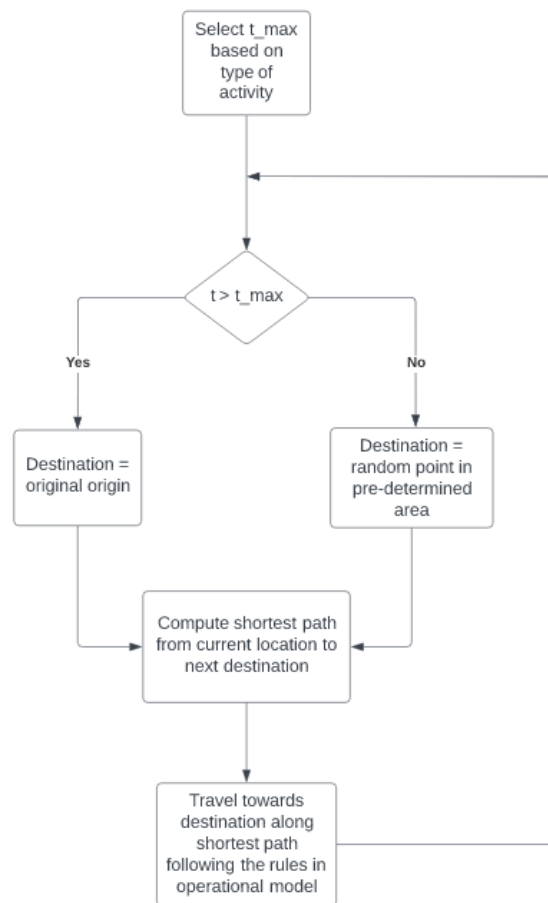 Select t_max
based on
type of
activity
t > t_max
Yes
No
Destination =
original origin
Destination =
random point in
pre-determined
area
Compute shortest path
from current location to
next destination
Travel towards
destination along
shortest path
following the rules in
operational model